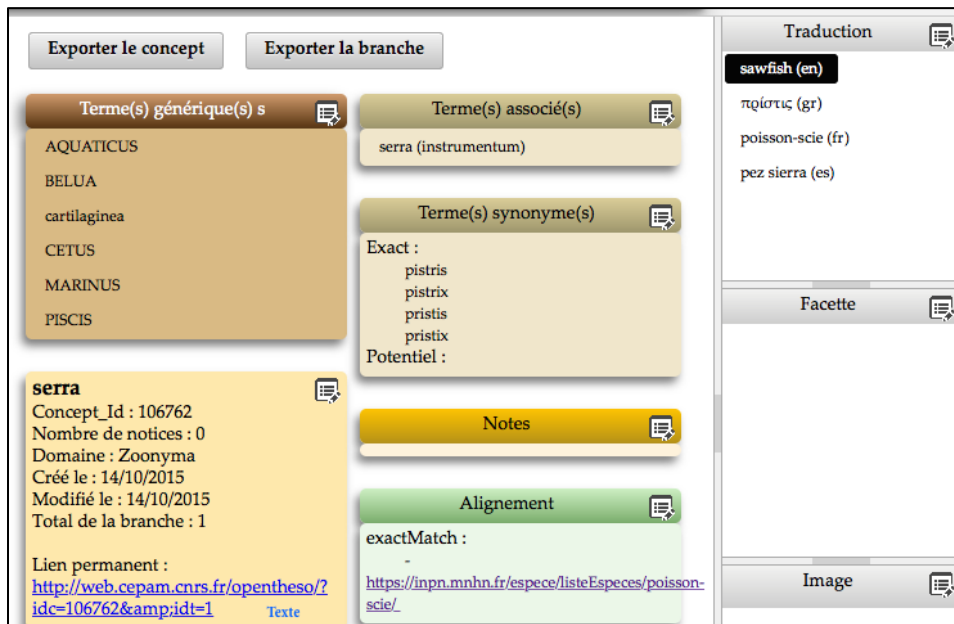 Exporter le concept
Exporter la branche
Terme(s) générique(s) s
AQUATICUS
BELUA
cartilaginea
CETUS
MARINUS
PISCIS
serra
Concept_Id : 106762
Nombre de notices : 0
Domaine : Zoonyma
Créé le : 14/10/2015
Modifié le : 14/10/2015
Total de la branche : 1
Lien permanent :
http://web.cepam.cnrs.fr/opentheso/?
idc=106762&amp;idt=1
Texte
Terme(s) associé(s)
serra (instrumentum)
Terme(s) synonyme(s)
Exact :
pistris
pistrix
pristis
pristix
Potentiel :
Notes
Alignement
exactMatch :
-
https://inpn.mnhn.fr/espece/listeEspeces/poisson-
scie/
Traduction
sawfish (en)
πρίστις (gr)
poisson-scie (fr)
pez sierra (es)
Facette
Image